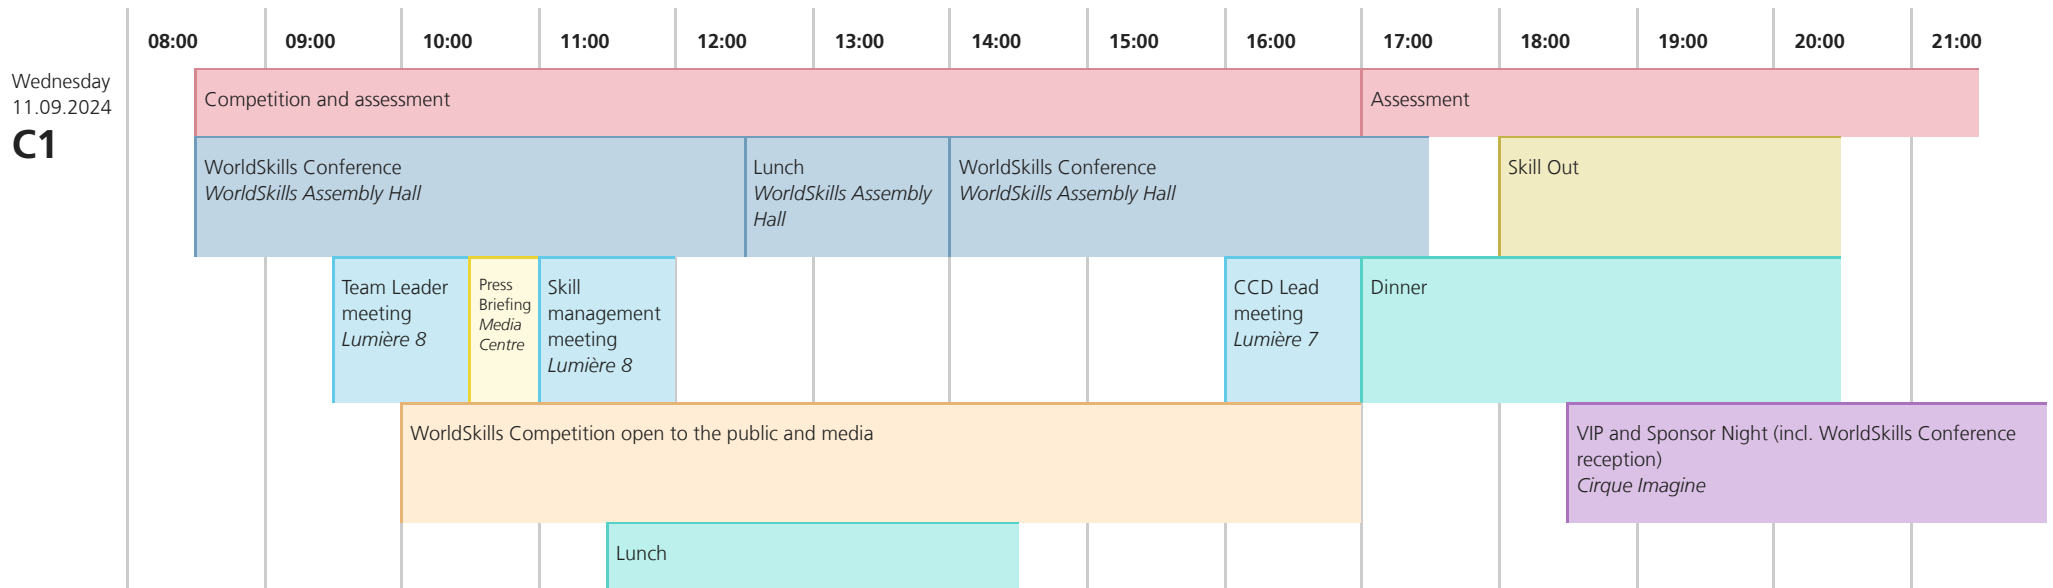 08:00 09:00 10:00 11:00 12:00 13:00 14:00 15:00 16:00 17:00 18:00 19:00 20:00 21:00
Wednesday
11.09.2024
C1
Competition and assessment
Assessment
WorldSkills Conference
WorldSkills Assembly Hall
Lunch
WorldSkills Assembly
Hall
WorldSkills Conference
WorldSkills Assembly Hall
Skill Out
Team Leader
meeting
Lumière 8
Press
Briefing
Media
Centre
Skill
management
meeting
Lumière 8
CCD Lead
meeting
Lumière 7
Dinner
WorldSkills Competition open to the public and media
VIP and Sponsor Night (incl. WorldSkills Conference
reception)
Cirque Imagine
Lunch